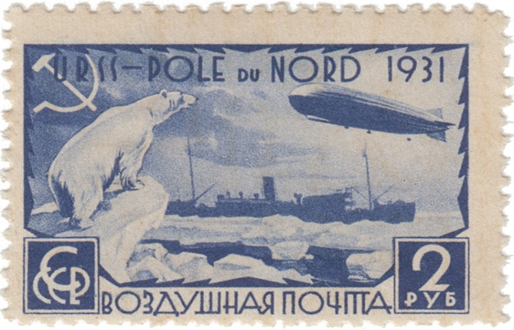 URSS–POLE DU NORD 1931
СССР
2
РУБ
ВОЗДУШНАЯ ПОЧТА